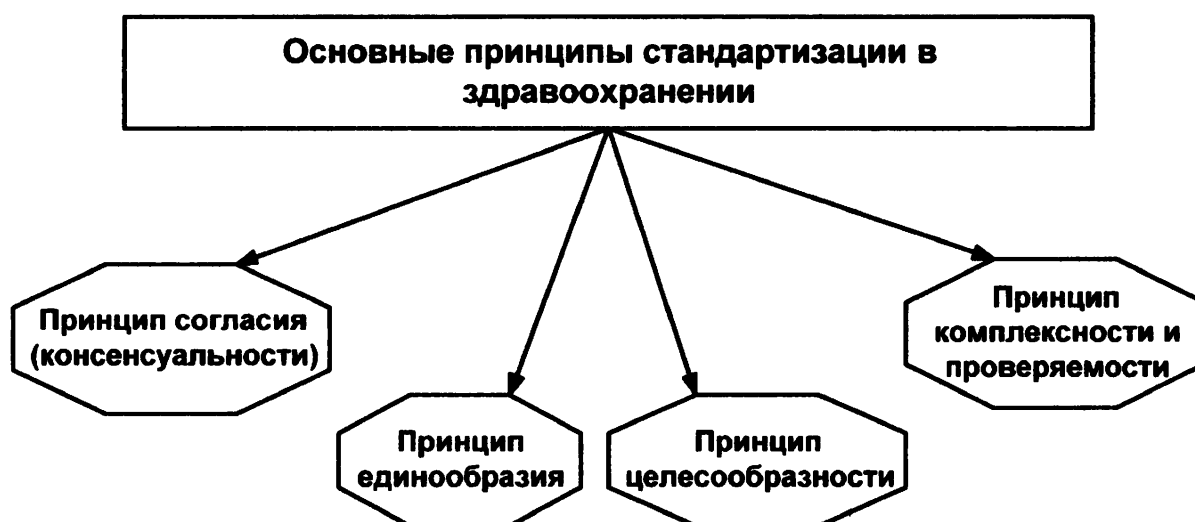 Основные принципы стандартизации в
здравоохранении
Принцип согласия
(консенсуальности)
Принцип
единообразия
Принцип
целесообразности
Принцип
комплексности и
проверяемости